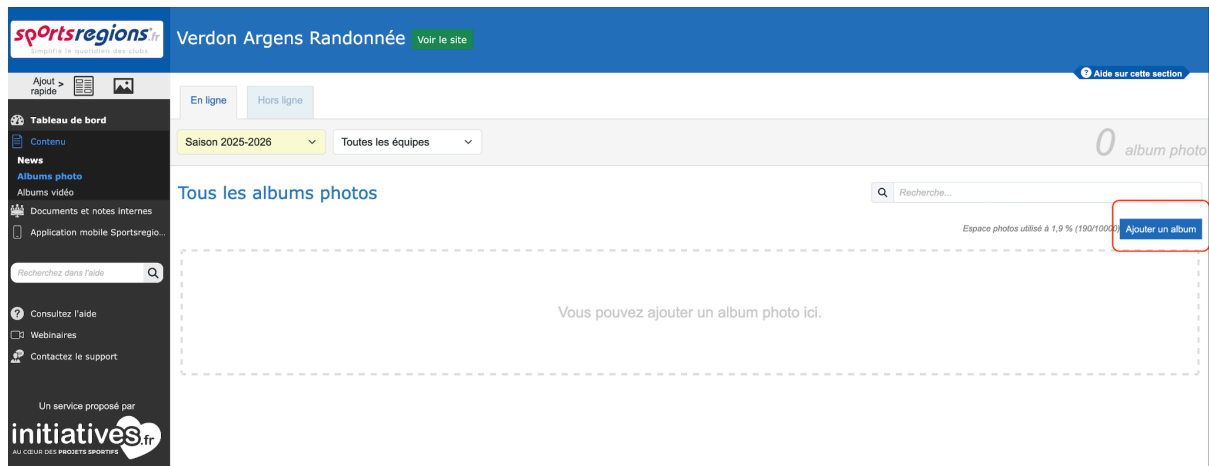 sportsregions.fr
Simplifie le quotidien des clubs
Verdon Argens Randonnée
Voir le site
Aide sur cette section
Ajout rapide >
En ligne
Hors ligne
Tableau de bord
Contenu
News
Albums photo
Albums vidéo
Documents et notes internes
Application mobile Sportsregio...
Recherchez dans l'aide
Consultez l'aide
Webinaires
Contactez le support
Un service proposé par
initiatives.fr
AU CŒUR DES PROJETS SPORTIFS
Saison 2025-2026
Toutes les équipes
0 album photo
Tous les albums photos
Recherche...
Espace photos utilisé à 1,9 % (190/10000)
Ajouter un album
Vous pouvez ajouter un album photo ici.